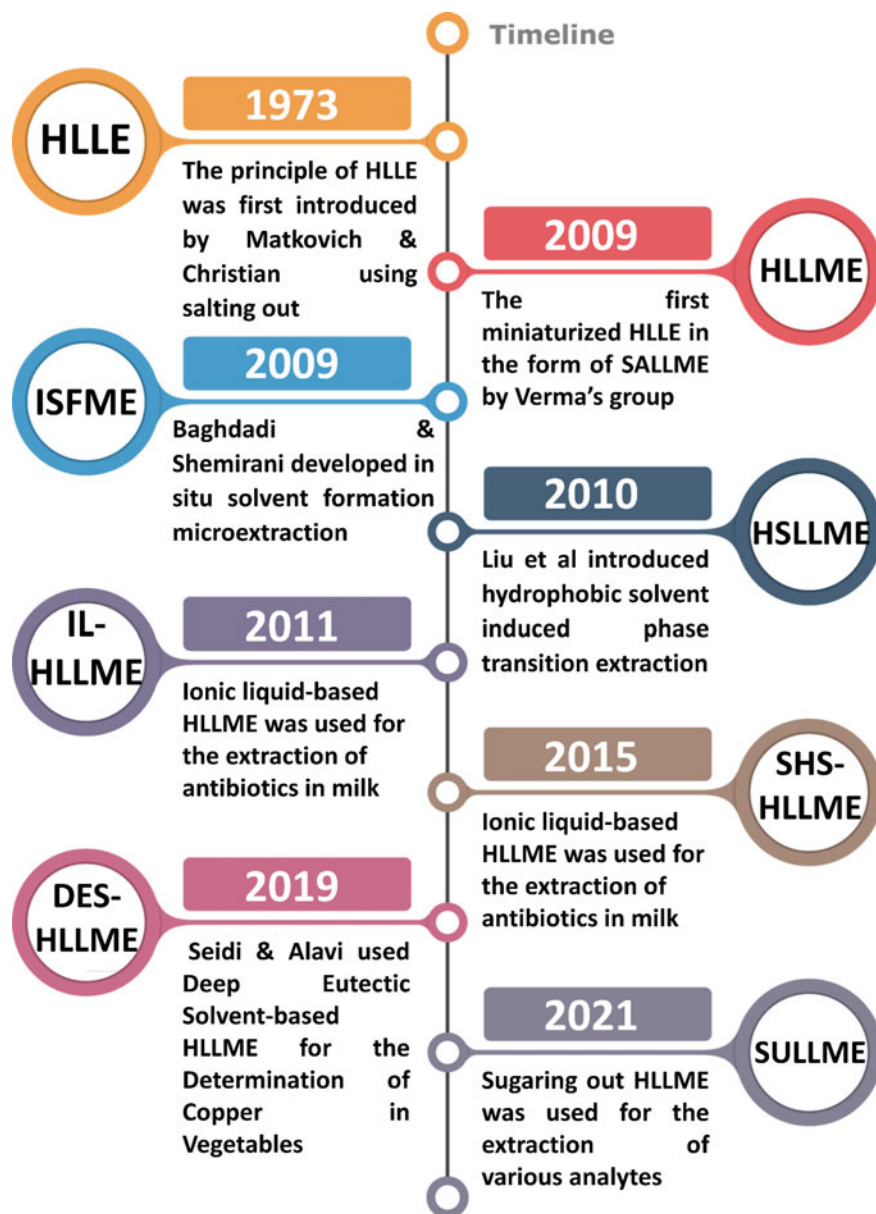 Timeline
HLLE
1973
The principle of HLLE
was first introduced
by Matkovich &
Christian using
salting out
2009
HLLME
The first
miniaturized HLLE in
the form of SALLME
by Verma's group
ISFME
2009
Baghdadi &
Shemirani developed in
situ solvent formation
microextraction
2010
HSLLME
Liu et al introduced
hydrophobic solvent
induced phase
transition extraction
IL-
HLLME
2011
Ionic liquid-based
HLLME was used for
the extraction of
antibiotics in milk
2015
SHS-
HLLME
Ionic liquid-based
HLLME was used for
the extraction of
antibiotics in milk
DES-
HLLME
2019
Seidi & Alavi used
Deep Eutectic
Solvent-based
HLLME for the
Determination of
Copper in
Vegetables
2021
SULLME
Sugaring out HLLME
was used for the
extraction of
various analytes